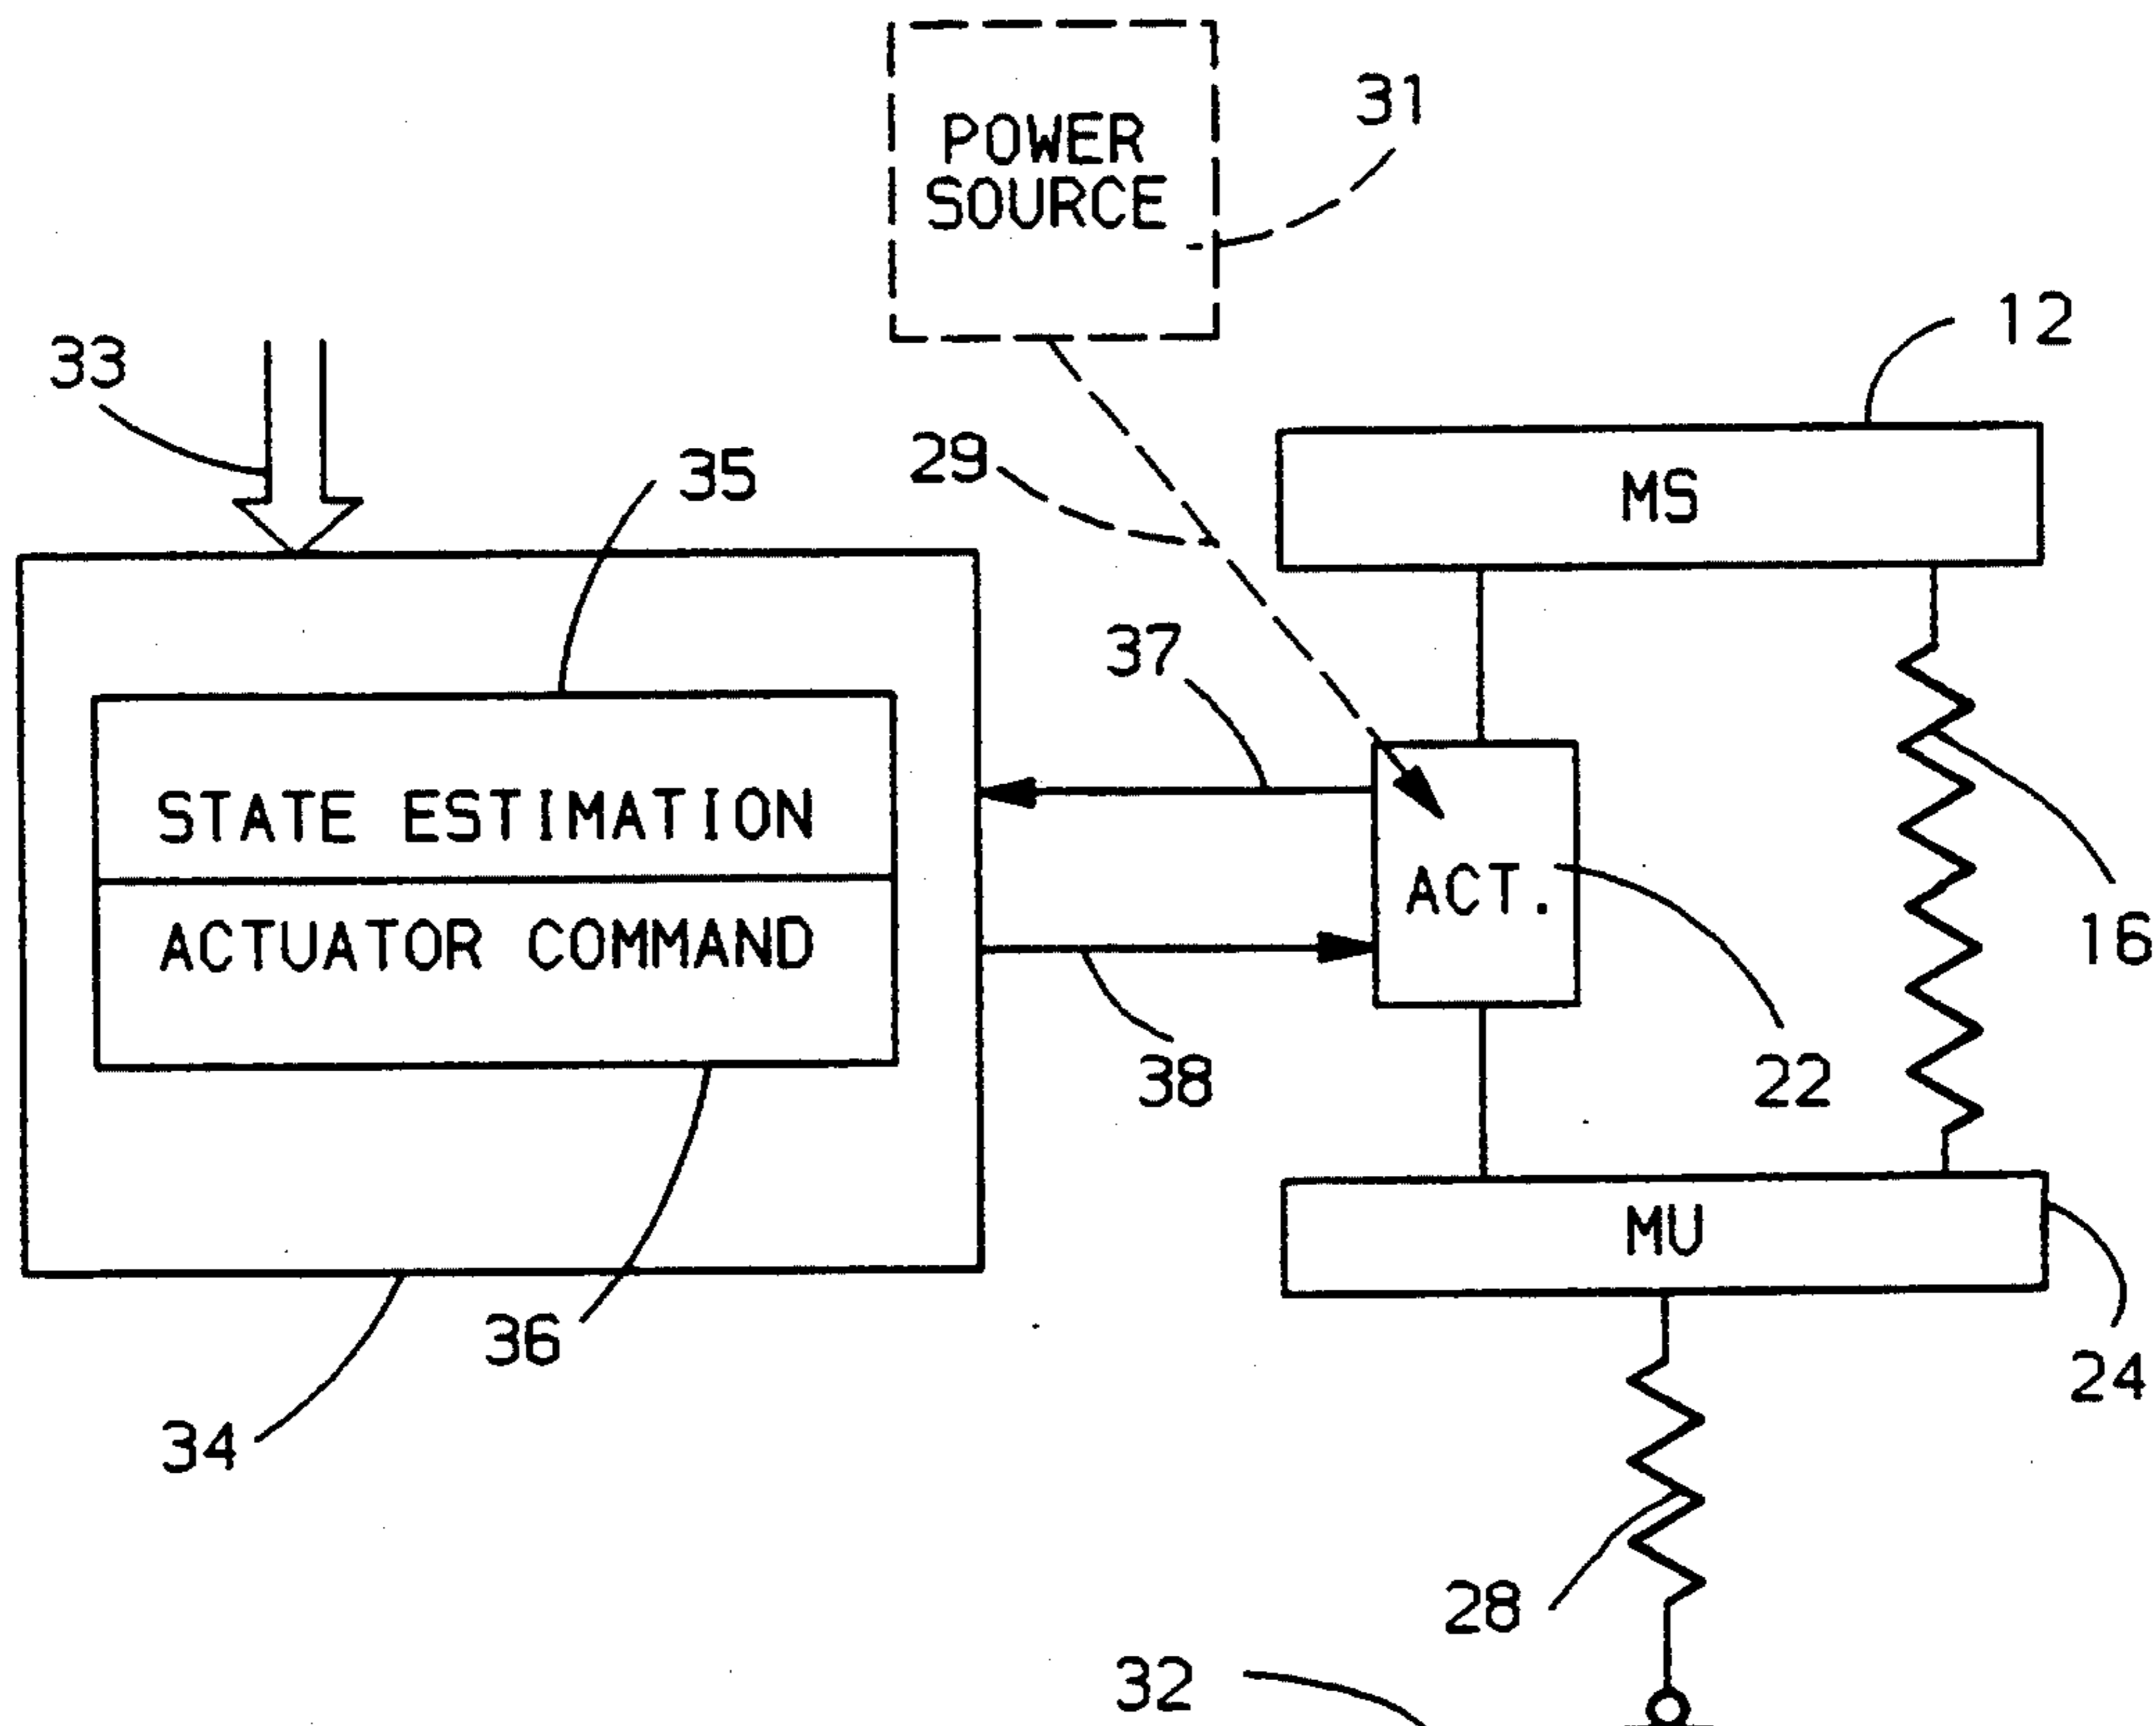 POWER
SOURCE
31
12
33
MS
35
29
37
STATE ESTIMATION
ACT.
ACTUATOR COMMAND
16
38
22
MU
36
24
34
28
32